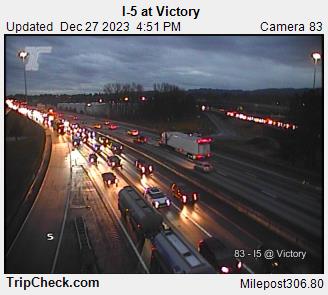 I-5 at Victory
Updated Dec 27 2023 4:51 PM Camera 83
S
83 - I5 @ Victory
TripCheck.com Milepost306.80